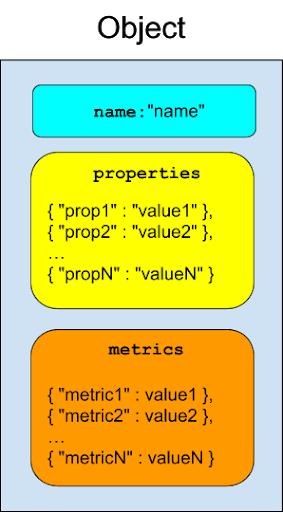 Object
name:"name"
properties
{ "prop1" : "value1" },
{ "prop2" : "value2" },
...
{ "propN" : "valueN" }
metrics
{ "metric1" : value1 },
{ "metric2" : value2 },
...
{ "metricN" : valueN }